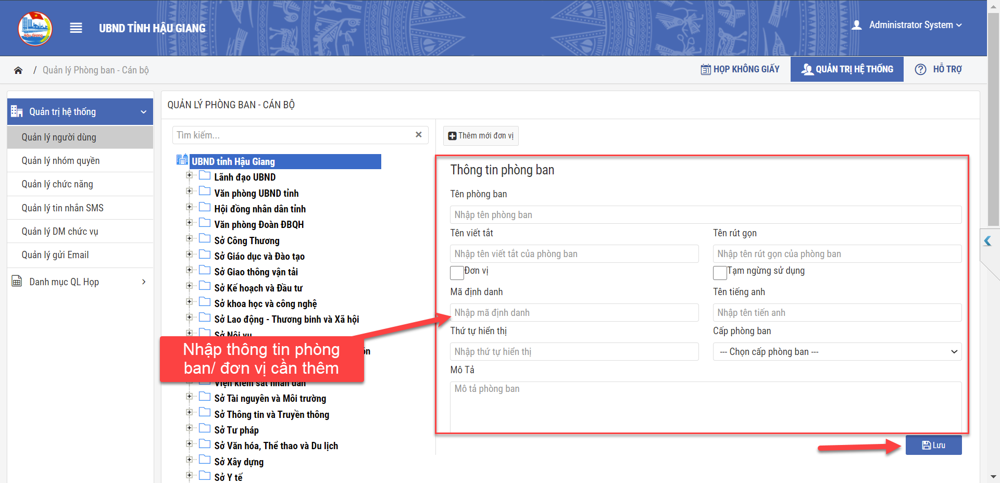 Hậu Giang
UBND TỈNH HẬU GIANG
Administrator System
/ Quản lý Phòng ban - Cán bộ
31 HỌP KHÔNG GIẤY
QUẢN TRỊ HỆ THỐNG
? HỖ TRỢ
Quản trị hệ thống
Quản lý người dùng
Quản lý nhóm quyền
Quản lý chức năng
Quản lý tin nhắn SMS
Quản lý DM chức vụ
Quản lý gửi Email
Danh mục QL Họp
QUẢN LÝ PHÒNG BAN - CÁN BỘ
Tìm kiếm...
UBND tỉnh Hậu Giang
Lãnh đạo UBND
Văn phòng UBND tỉnh
Hội đồng nhân dân tỉnh
Văn phòng Đoàn ĐBQH
Sở Công Thương
Sở Giáo dục và Đào tạo
Sở Giao thông vận tải
Sở Kế hoạch và Đầu tư
Sở khoa học và công nghệ
Sở Lao động - Thương binh và Xã hội
Sở Nội vụ
Nhập thông tin phòng
ban/ đơn vị cần thêm
Viện kiểm sát nhân dân
Sở Tài nguyên và Môi trường
Sở Thông tin và Truyền thông
Sở Tư pháp
Sở Văn hóa, Thể thao và Du lịch
Sở Xây dựng
Sở Y tế
Thêm mới đơn vị
Thông tin phòng ban
Tên phòng ban
Nhập tên phòng ban
Tên viết tắt
Tên rút gọn
Nhập tên viết tắt của phòng ban
Nhập tên rút gọn của phòng ban
Đơn vị
Tạm ngừng sử dụng
Mã định danh
Tên tiếng anh
Nhập mã định danh
Nhập tên tiến anh
Thứ tự hiển thị
Cấp phòng ban
Nhập thứ tự hiển thị
--- Chọn cấp phòng ban ---
Mô Tả
Mô tả phòng ban
Lưu